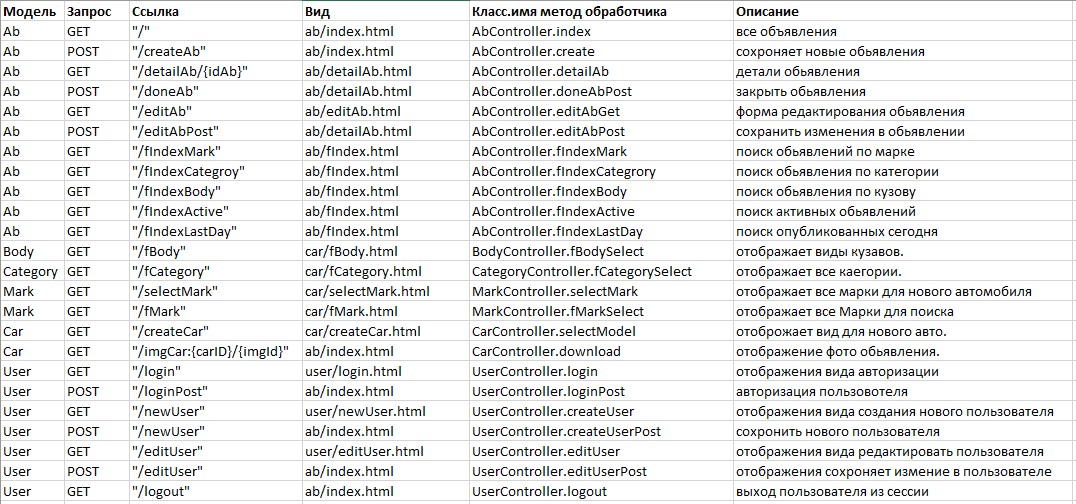 Модель Запрос Ссылка Вид Класс.имя метод обработчика Описание
Ab GET "/" ab/index.html AbController.index все объявления
Ab POST "/createAb" ab/index.html AbController.create сохроняет новые обьявления
Ab GET "/detailAb/{idAb}" ab/detailAb.html AbController.detailAb детали обьявления
Ab POST "/doneAb" ab/detailAb.html AbController.doneAbPost закрыть обьявления
Ab GET "/editAb" ab/editAb.html AbController.editAbGet форма редактирования обьявления
Ab POST "/editAbPost" ab/detailAb.html AbController.editAbPost сохранить изменения в обьявлении
Ab GET "/fIndexMark" ab/fIndex.html AbController.fIndexMark поиск обявлений по марке
Ab GET "/fIndexCategroy" ab/fIndex.html AbController.fIndexCategrory поиск обьявления по категории
Ab GET "/fIndexBody" ab/fIndex.html AbController.fIndexBody поиск обьявления по кузову
Ab GET "/fIndexActive" ab/fIndex.html AbController.fIndexActive поиск активных обьявлений
Ab GET "/fIndexLastDay" ab/fIndex.html AbController.fIndexLastDay поиск опубликованных сегодня
Body GET "/fBody" car/fBody.html BodyController.fBodySelect отображает виды кузавов.
Category GET "/fCategory" car/fCategory.html CategoryController.fCategorySelect отображает все каегории.
Mark GET "/selectMark" car/selectMark.html MarkController.selectMark отображает все марки для нового автомобиля
Mark GET "/fMark" car/fMark.html MarkController.fMarkSelect отображает все Марки для поиска
Car GET "/createCar" car/createCar.html CarController.selectModel отоброжает вид для нового авто.
Car GET "/imgCar:{carID}/{imgId}" ab/index.html CarController.download отображение фото обьявления.
User GET "/login" user/login.html UserController.login отображения вида авторизации
User POST "/loginPost" ab/index.html UserController.loginPost авторизация пользовотеля
User GET "/newUser" user/newUser.html UserController.createUser отображения вида создания нового пользователя
User POST "/newUser" ab/index.html UserController.createUserPost сохронить нового пользователя
User GET "/editUser" user/editUser.html UserController.editUser отображения вида редактировать пользователя
User POST "/editUser" ab/index.html UserController.editUserPost отображения сохроняет измение в пользователе
User GET "/logout" ab/index.html UserController.logout выход пользователя из сессии